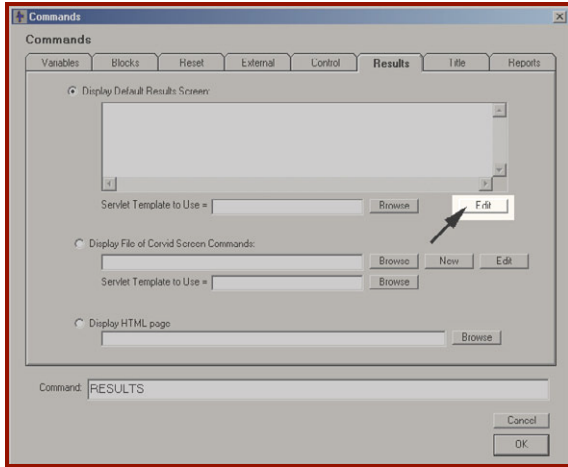 Commands
Commands
Variables Blocks Reset External Control Results Title Reports
Display Default Results Screen:
Servlet Template to Use = Browse Edit
Display File of Corvid Screen Commands:
Browse New Edit
Servlet Template to Use = Browse
Display HTML page
Browse
Command: RESULTS
Cancel
OK